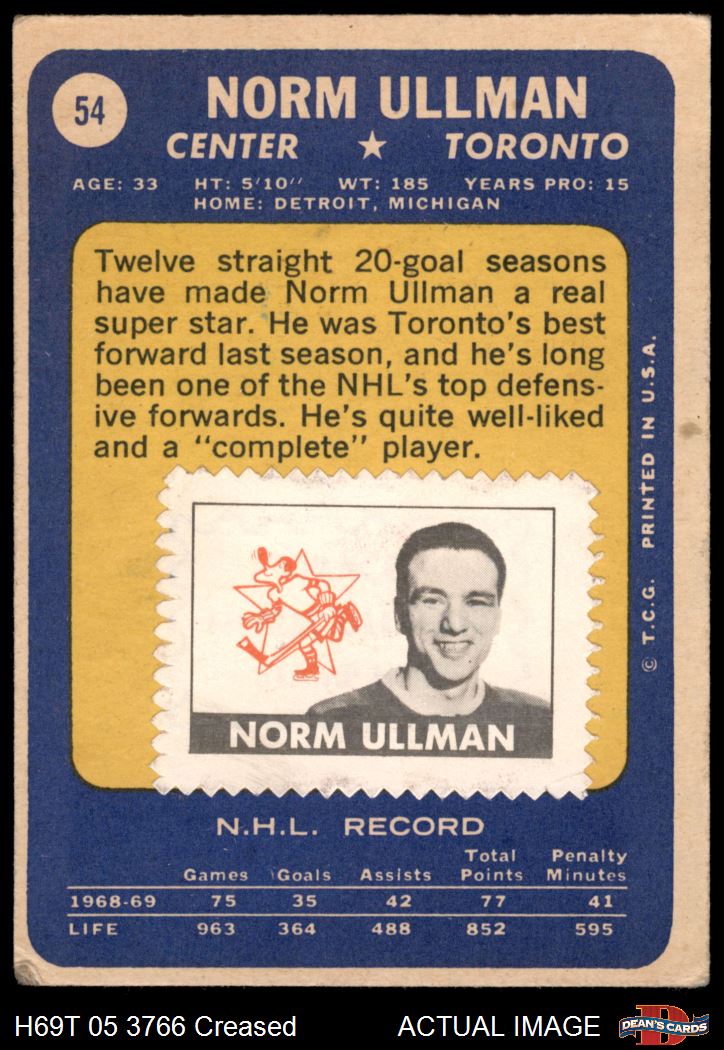 54
NORM ULLMAN
CENTER ★ TORONTO
AGE: 33 HT: 5'10'' WT: 185 YEARS PRO: 15
HOME: DETROIT, MICHIGAN
Twelve straight 20-goal seasons
have made Norm Ullman a real
super star. He was Toronto's best
forward last season, and he's long
been one of the NHL's top defens-
ive forwards. He's quite well-liked
and a "complete" player.
NORM ULLMAN
© T.C.G. PRINTED IN U.S.A.
N.H.L. RECORD
Games Goals Assists Total Points Penalty Minutes
1968-69 75 35 42 77 41
LIFE 963 364 488 852 595
H69T 05 3766 Creased ACTUAL IMAGE
D
DEAN'S CARDS